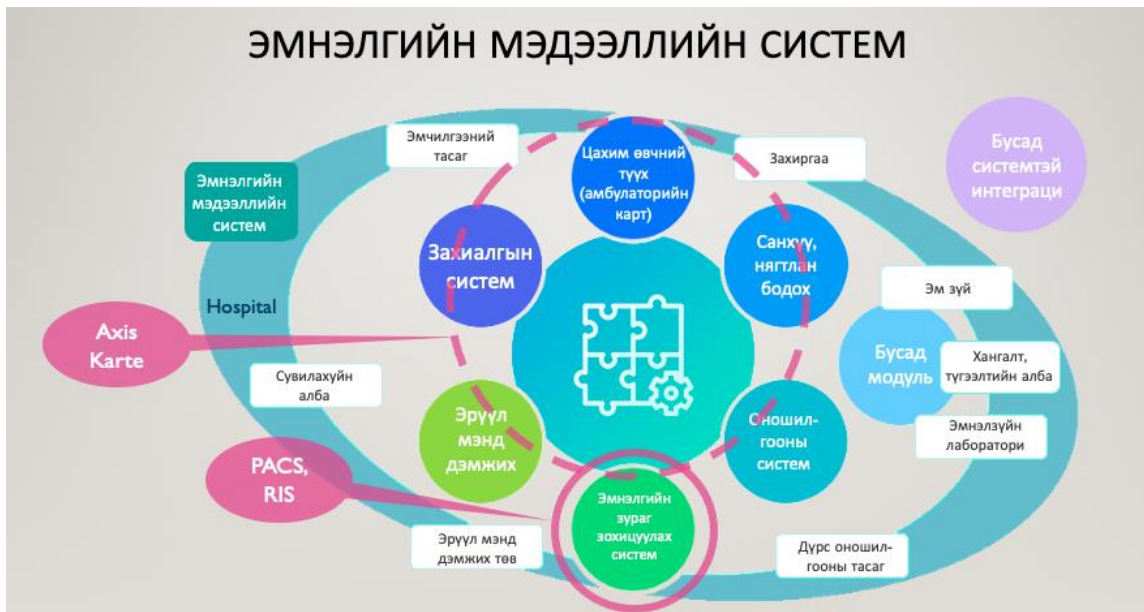 ЭМНЭЛГИЙН МЭДЭЭЛЛИЙН СИСТЕМ
Эмчилгээний
тасаг
Цахим өвчний
түүх
(амбулаторийн
карт)
Захиргаа
Бусад
системтэй
интеграци
Эмнэлгийн
мэдээллийн
систем
Захиалгын
систем
Санхүү,
нягтлан
бодох
Эм зүй
Hospital
Axis
Karte
Бусад
модуль
Хангалт,
түгээлтийн алба
Сувилахуйн
алба
Эрүүл
мэнд
дэмжих
Оношил-
гооны
систем
Эмнэлзүйн
лаборатори
PACS,
RIS
Эмнэлгийн
зураг
зохицуулах
систем
Эрүүл мэнд
дэмжих төв
Дүрс оношил-
гооны тасаг